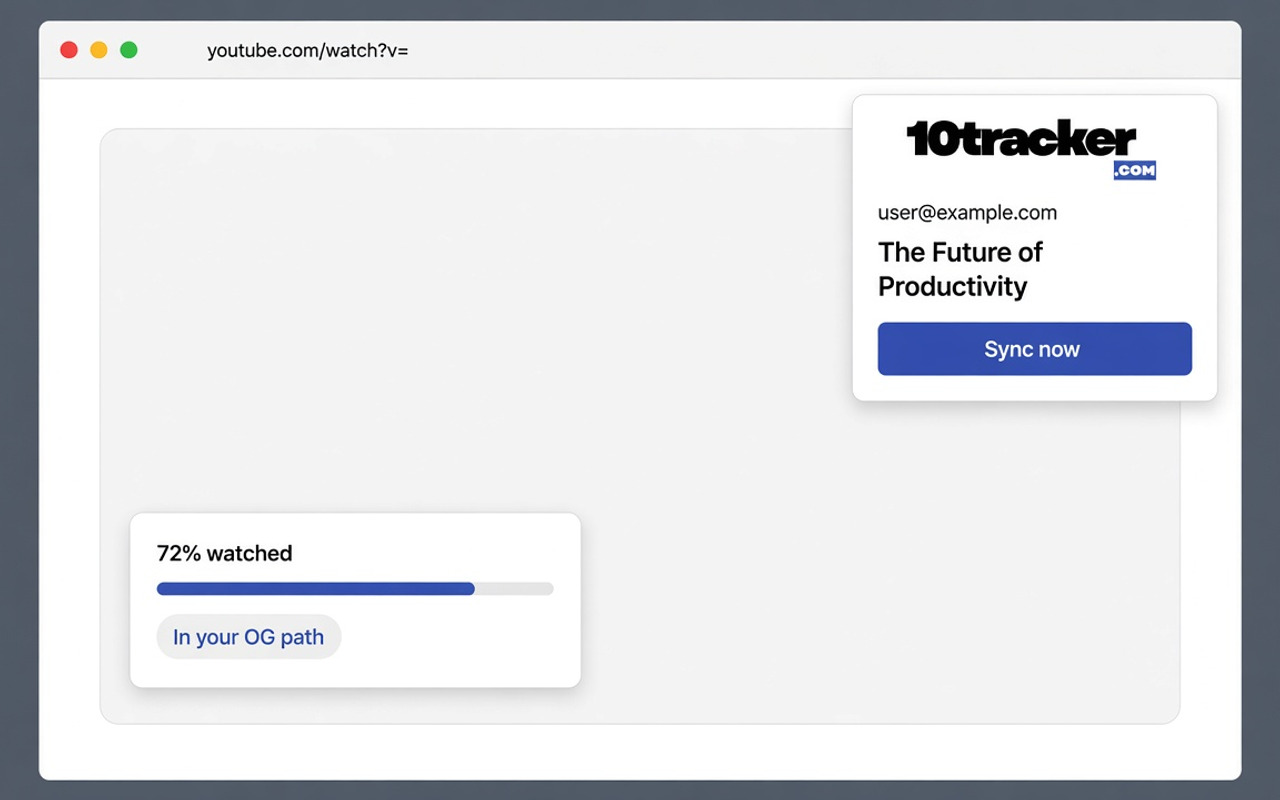 youtube.com/watch?v=
10tracker
.COM
user@example.com
The Future of
Productivity
Sync now
72% watched
In your OG path